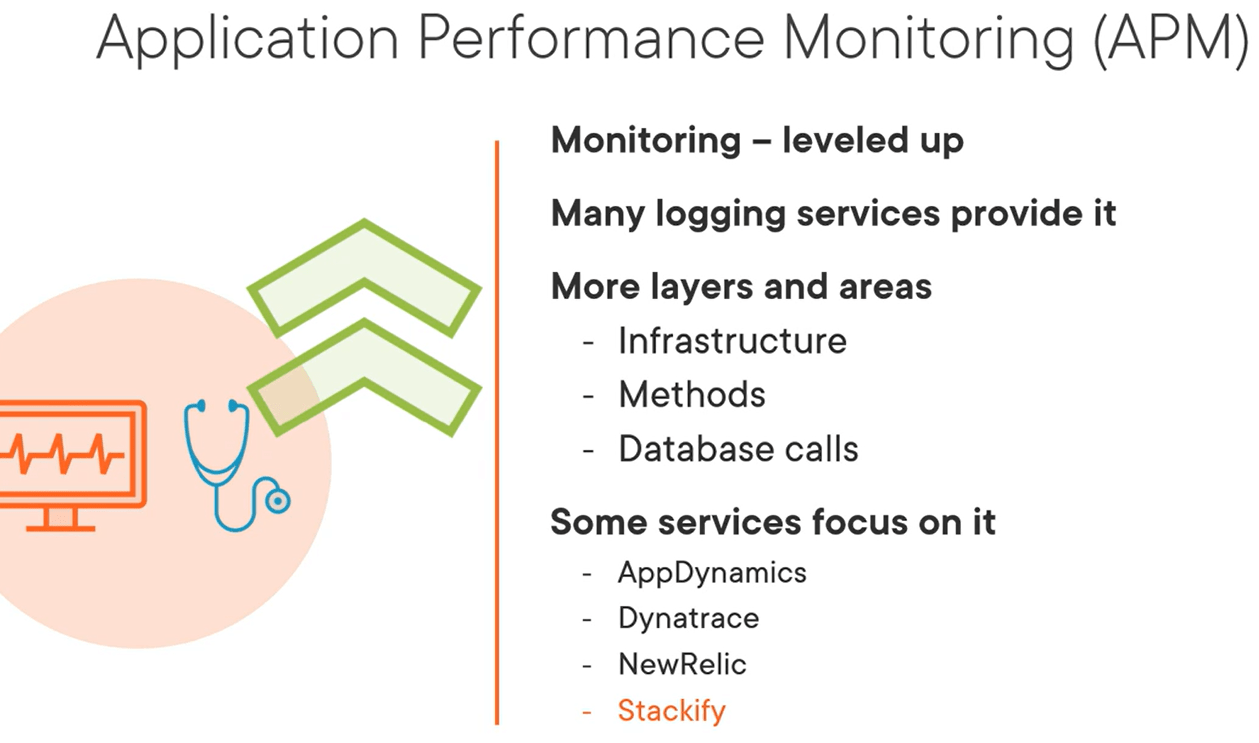 Application Performance Monitoring (APM)
Monitoring – leveled up
Many logging services provide it
More layers and areas
- Infrastructure
- Methods
- Database calls
Some services focus on it
- AppDynamics
- Dynatrace
- NewRelic
- Stackify